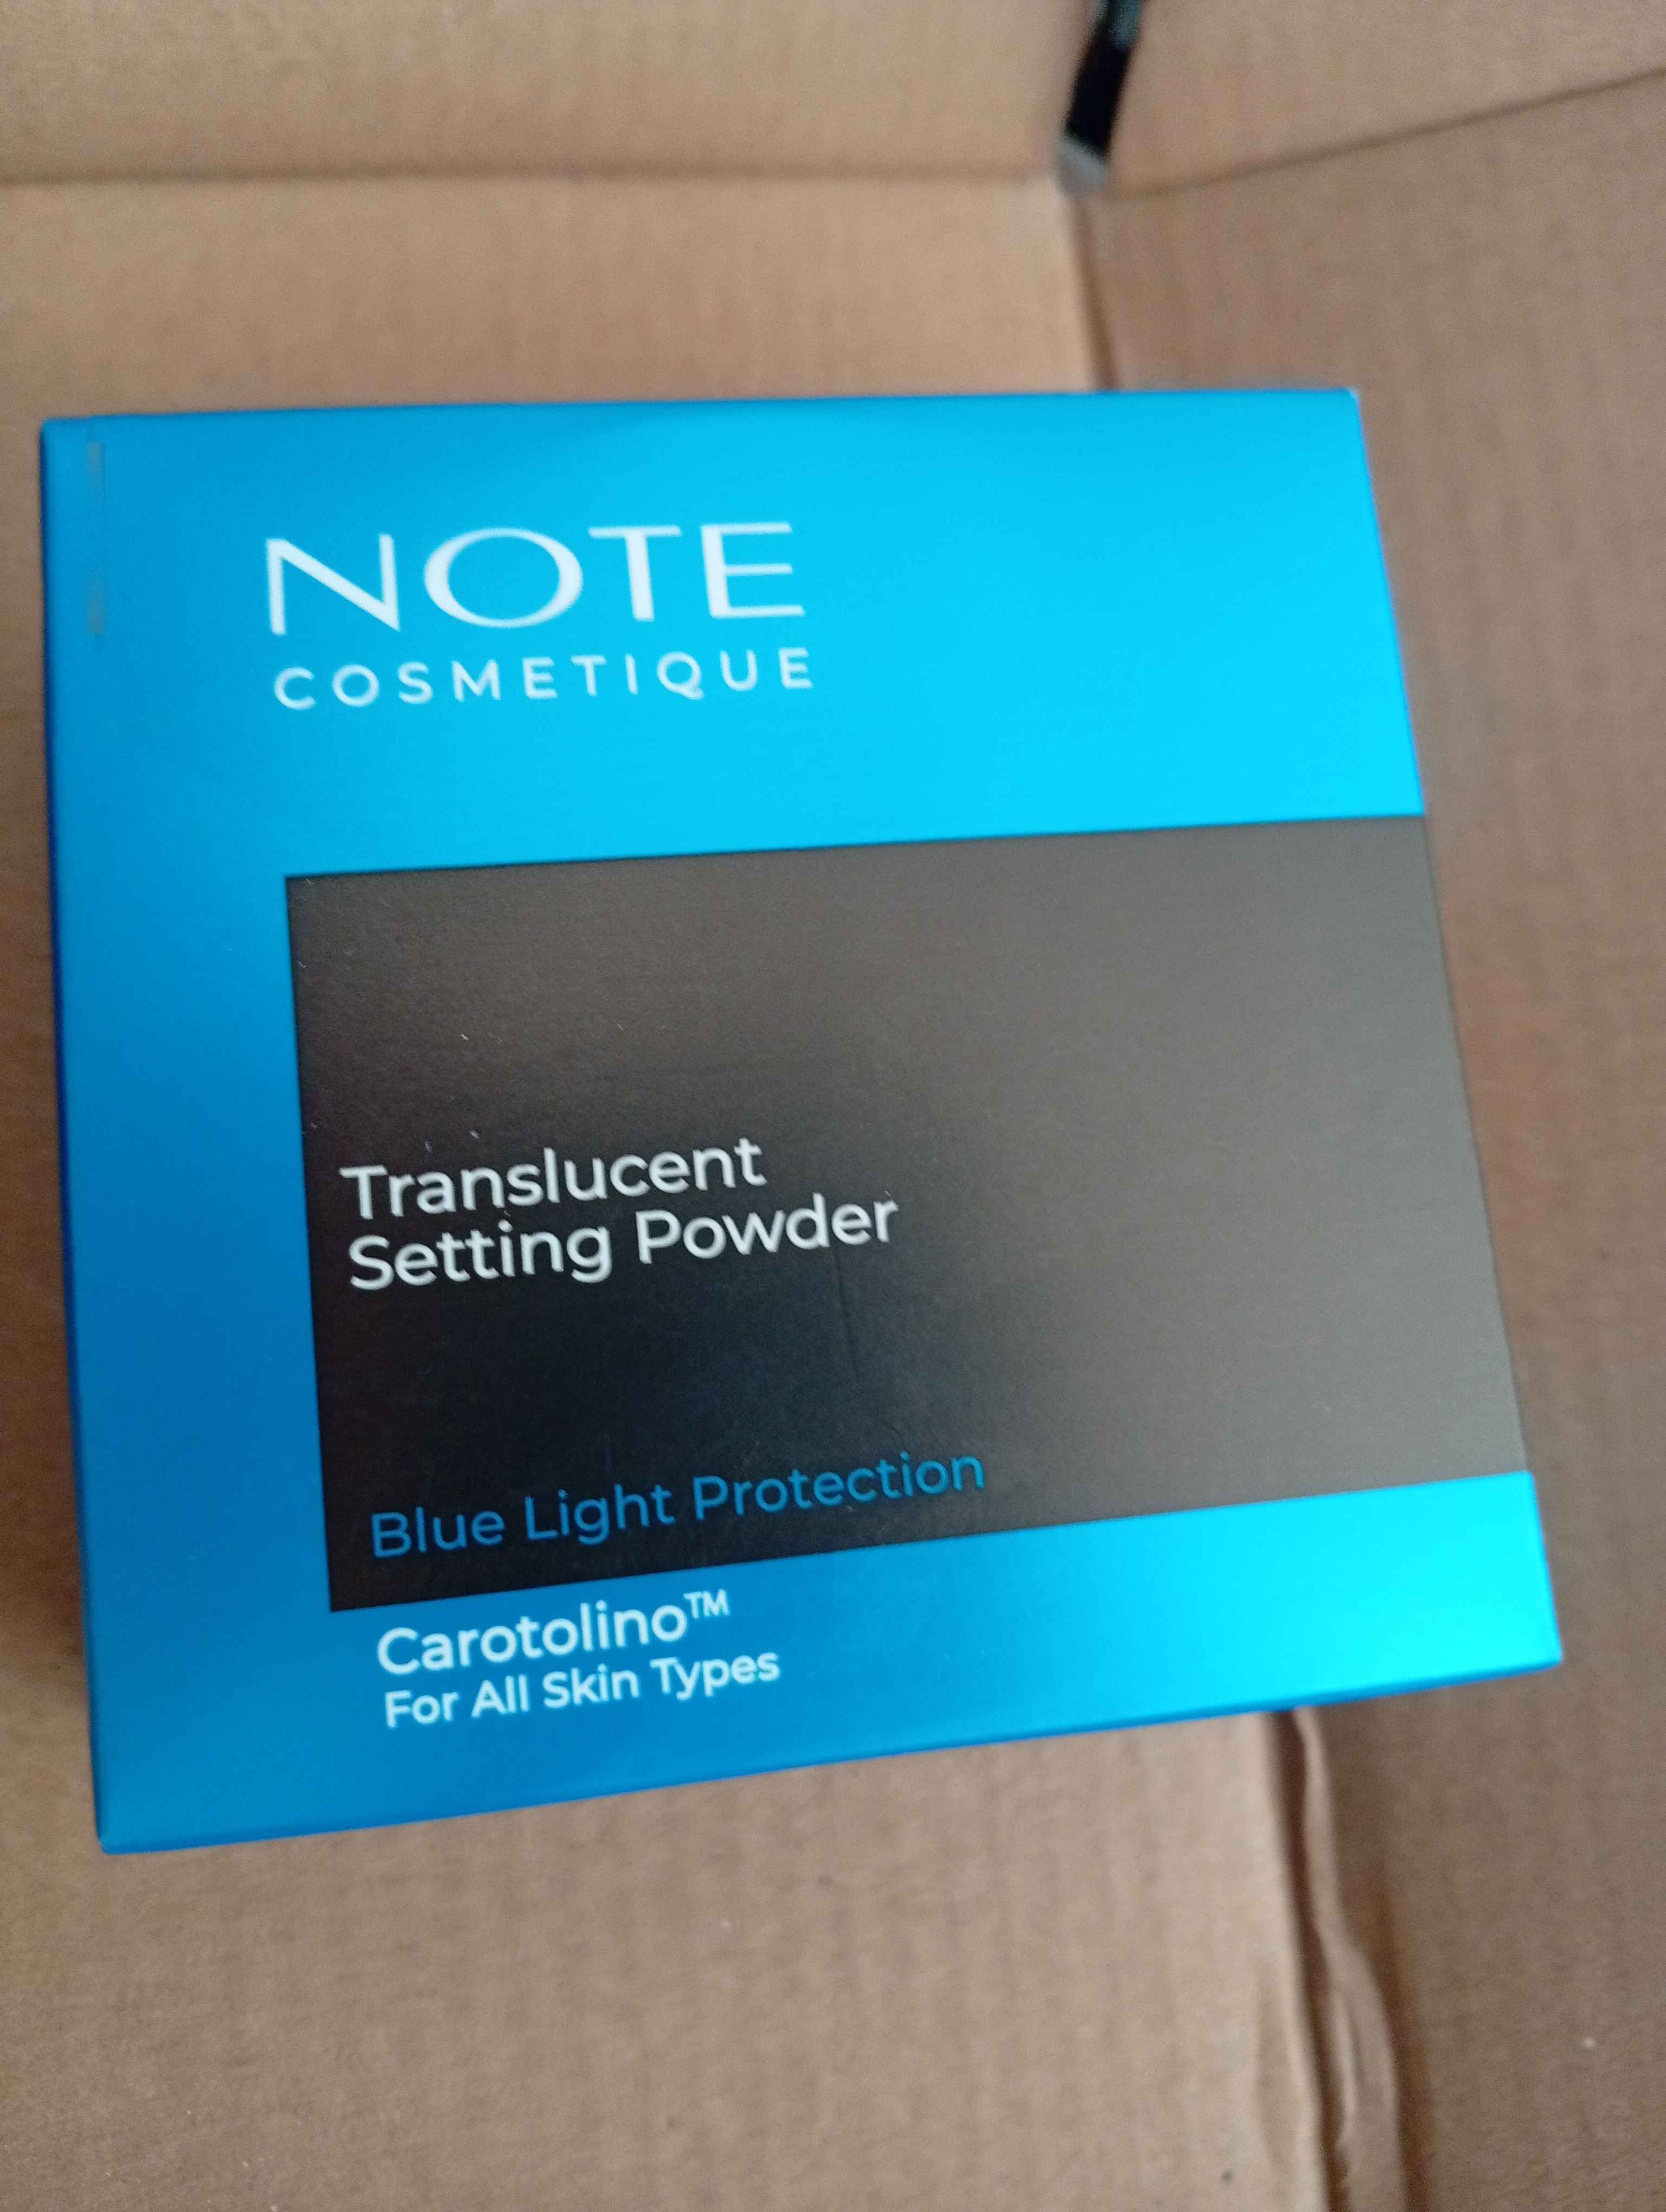 NOTE
COSMETIQUE
Translucent
Setting Powder
Blue Light Protection
Carotolino™
For All Skin Types